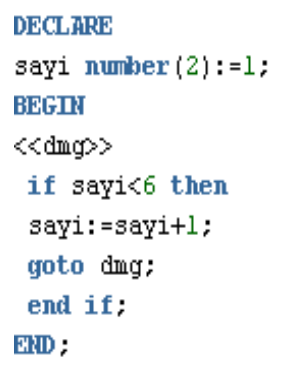 DECLARE
sayi number(2):=1;
BEGIN
<<dmg>>
if sayi<6 then
sayi:=sayi+1;
goto dmg;
end if;
END;